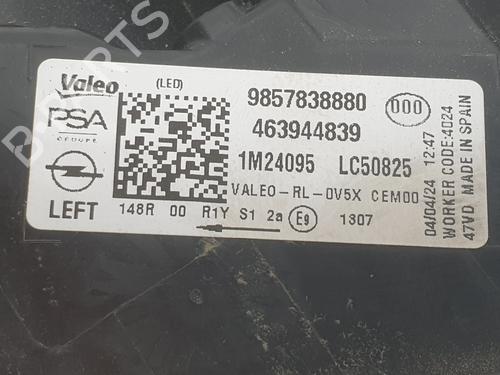 Valeo (LED)
PSA
GROUPE
LEFT
9857838880 000
463944839
1M24095 LC50825
VALEO-RL-0V5X CEM00
148R 00 R1Y S1 2a E9 1307
04/04/24 12:47
WORKER CODE:4024
47VD MADE IN SPAIN
B-PARTS